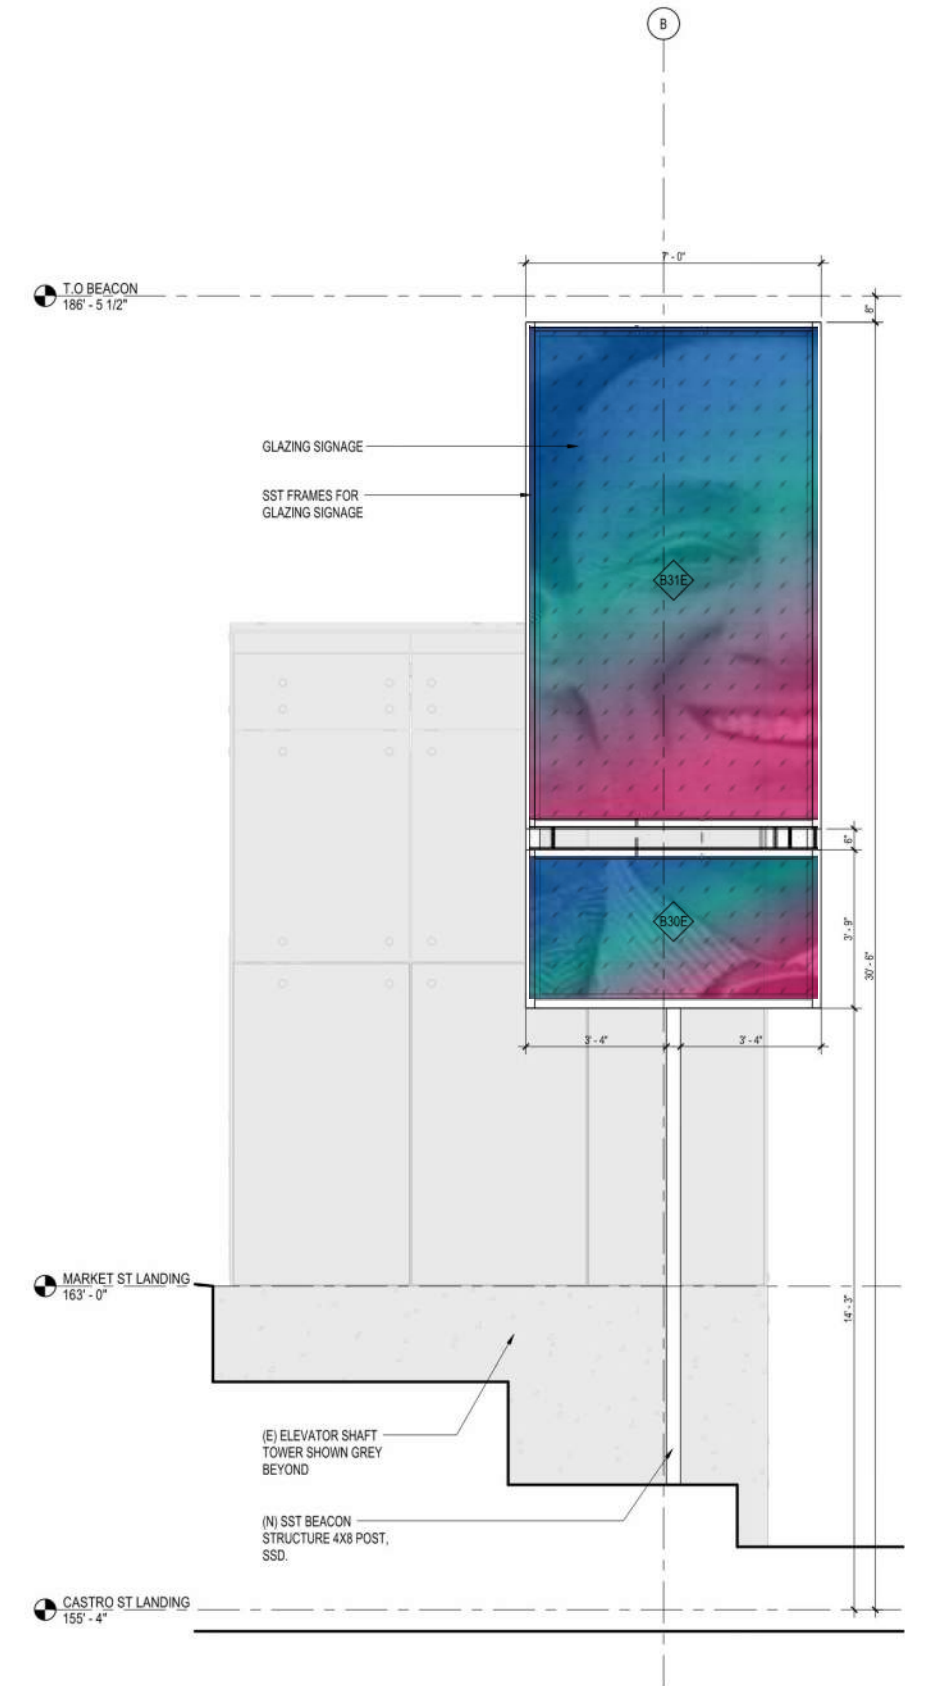 B
7' - 0"
T.O BEACON
186' - 5 1/2"
8"
GLAZING SIGNAGE
SST FRAMES FOR
GLAZING SIGNAGE
B31E
6"
B30E
3' - 9"
30' - 6"
3' - 4"
3' - 4"
MARKET ST LANDING
163' - 0"
14' - 3"
(E) ELEVATOR SHAFT
TOWER SHOWN GREY
BEYOND
(N) SST BEACON
STRUCTURE 4X8 POST,
SSD.
CASTRO ST LANDING
155' - 4"